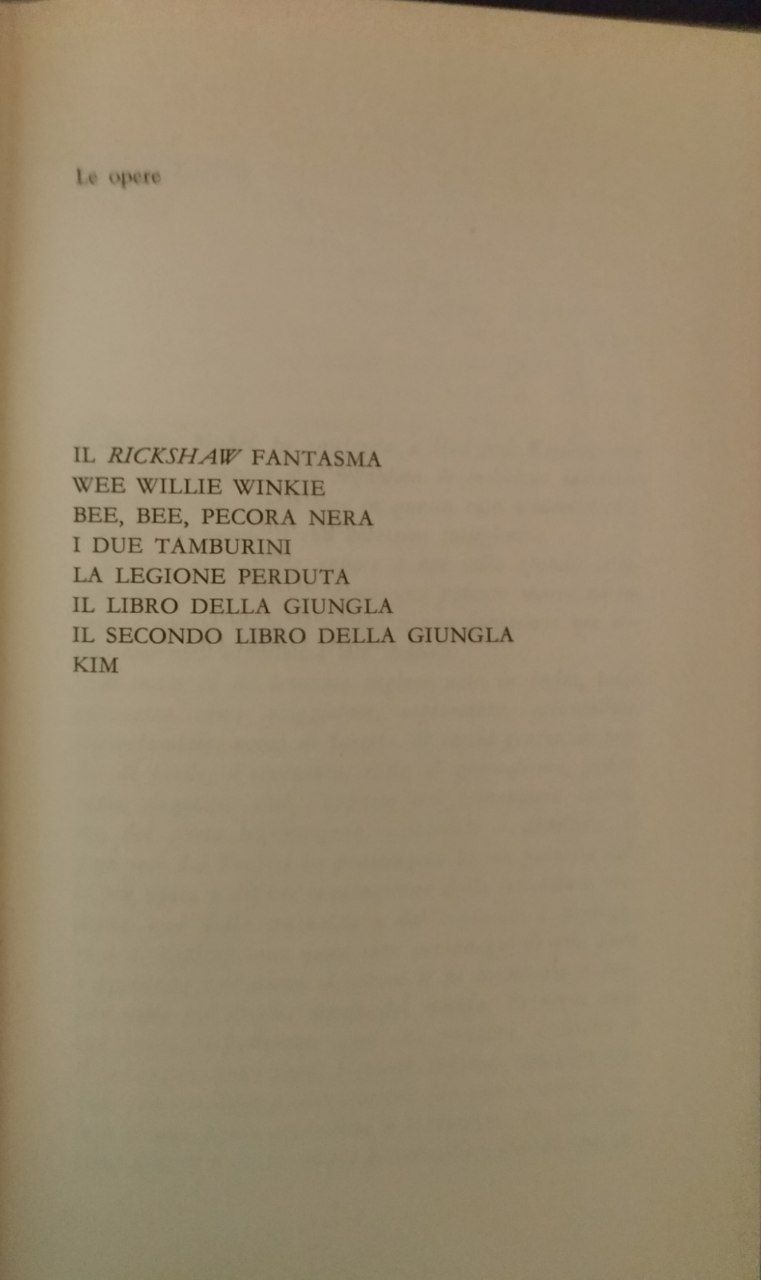 Le opere
IL RICKSHAW FANTASMA
WEE WILLIE WINKIE
BEE, BEE, PECORA NERA
I DUE TAMBURINI
LA LEGIONE PERDUTA
IL LIBRO DELLA GIUNGLA
IL SECONDO LIBRO DELLA GIUNGLA
KIM